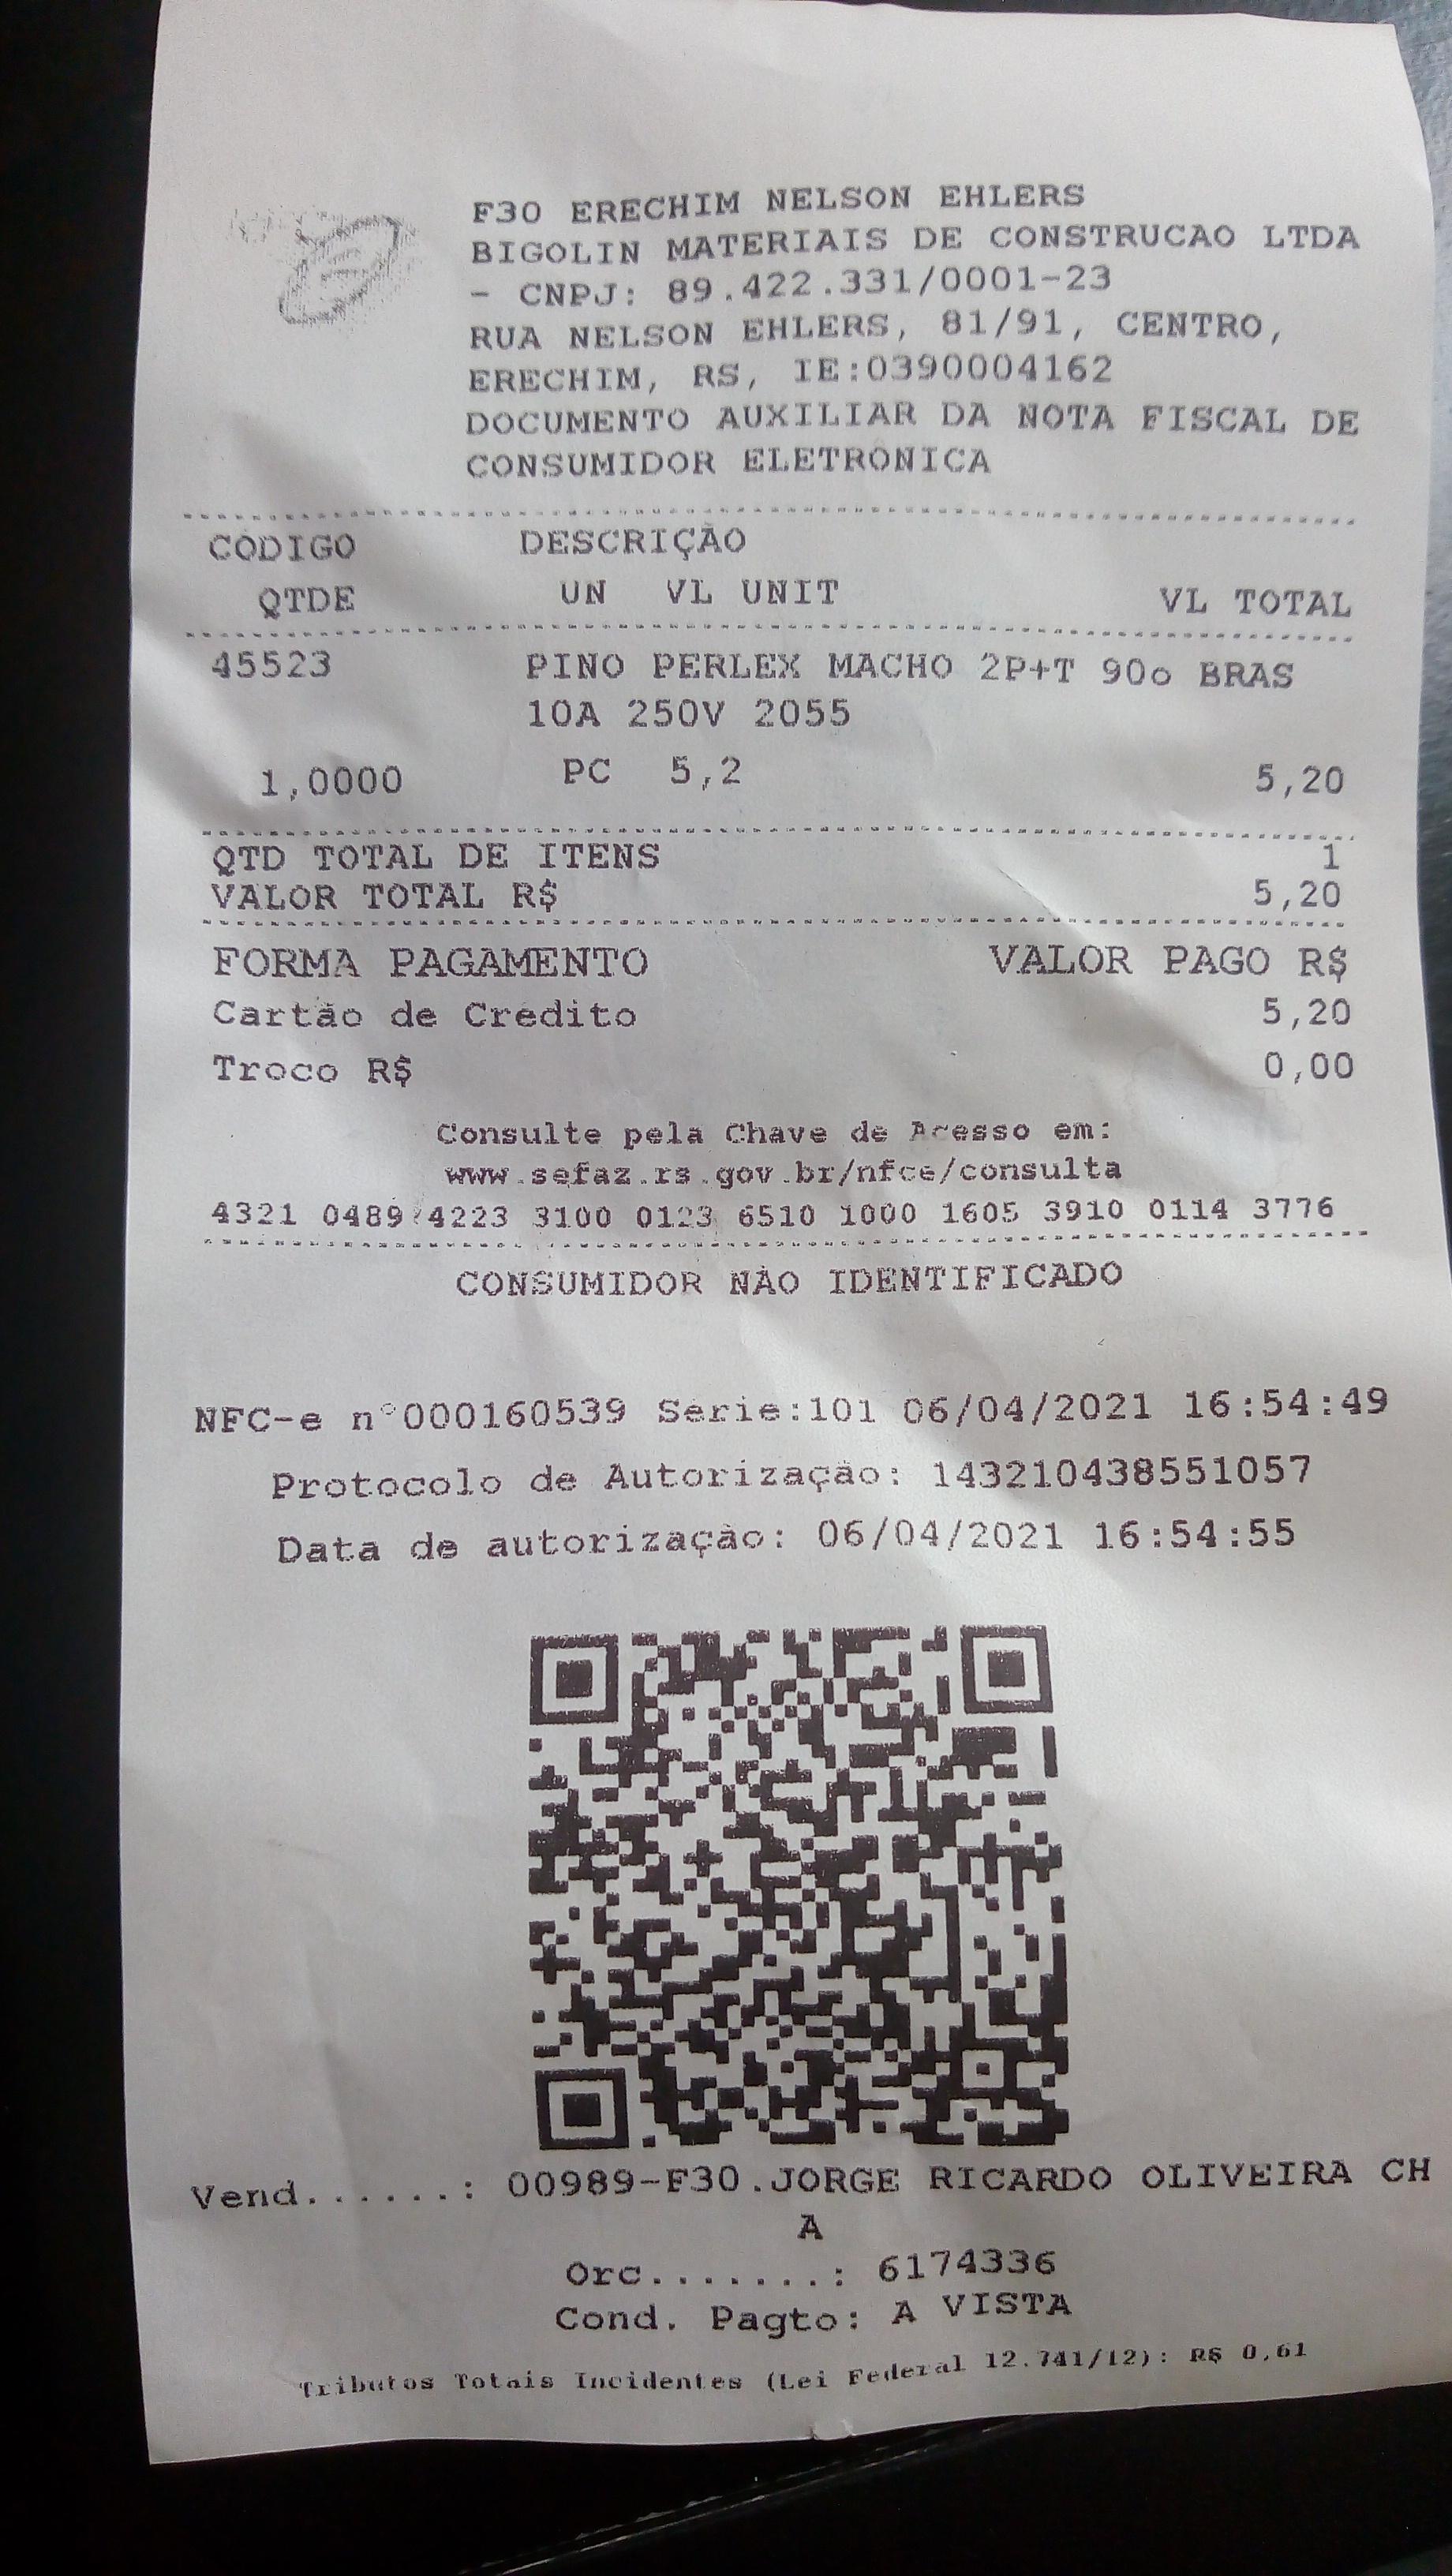 F30 ERECHIM NELSON EHLERS
BIGOLIN MATERIAIS DE CONSTRUCAO LTDA
- CNPJ: 89.422.331/0001-23
RUA NELSON EHLERS, 81/91, CENTRO,
ERECHIM, RS, IE:0390004162
DOCUMENTO AUXILIAR DA NOTA FISCAL DE
CONSUMIDOR ELETRONICA
CÓDIGO DESCRIÇÃO
QTDE UN VL UNIT VL TOTAL
45523 PINO PERLEX MACHO 2P+T 90o BRAS
10A 250V 2055
1,0000 PC 5,2 5,20
QTD TOTAL DE ITENS 1
VALOR TOTAL R$ 5,20
FORMA PAGAMENTO VALOR PAGO R$
Cartão de Credito 5,20
Troco R$ 0,00
Consulte pela Chave de Acesso em:
www.sefaz.rs.gov.br/nfce/consulta
4321 0489 4223 3100 0123 6510 1000 1605 3910 0114 3776
CONSUMIDOR NÃO IDENTIFICADO
NFC-e n°000160539 Serie:101 06/04/2021 16:54:49
Protocolo de Autorização: 143210438551057
Data de autorização: 06/04/2021 16:54:55
Vend......: 00989-F30.JORGE RICARDO OLIVEIRA CH
A
Orc.......: 6174336
Cond. Pagto: A VISTA
Tributos Totais Incidentes (Lei Federal 12.741/12): R$ 0,61